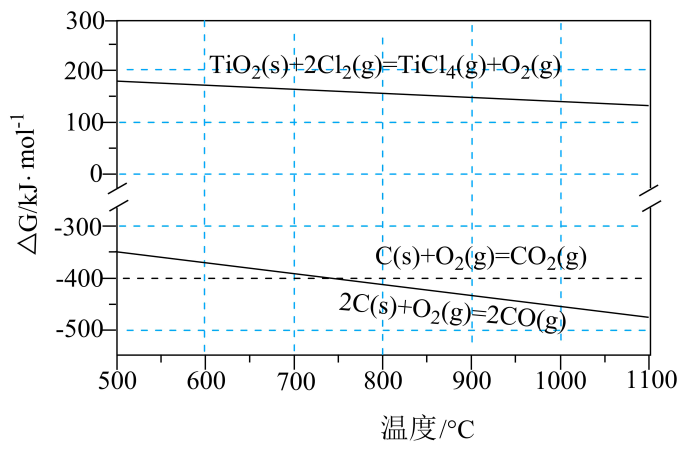 300
200
100
0
-300
-400
-500
△G/kJ·mol⁻¹
TiO₂(s)+2Cl₂(g)=TiCl₄(g)+O₂(g)
C(s)+O₂(g)=CO₂(g)
2C(s)+O₂(g)=2CO(g)
500 600 700 800 900 1000 1100
温度/°C